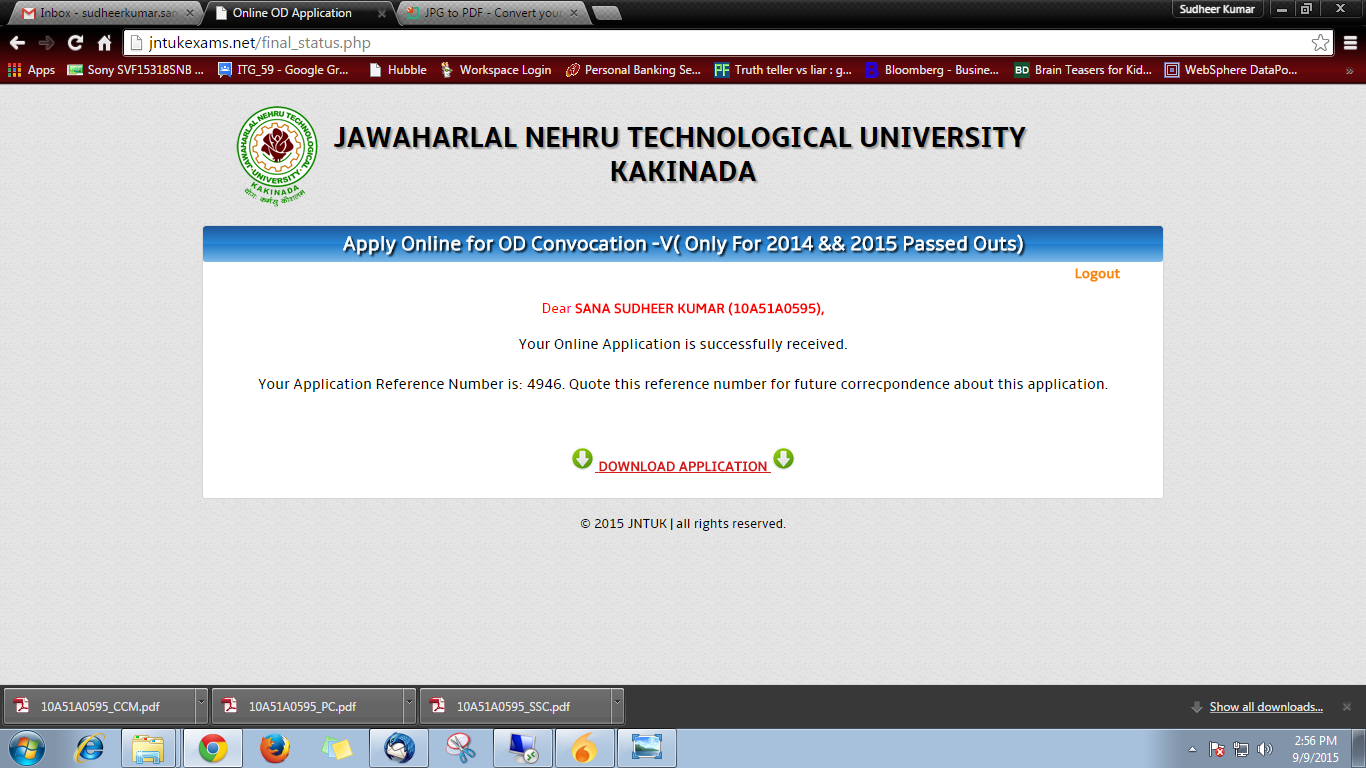 Inbox - sudheerkumar.san
Online OD Application
JPG to PDF - Convert your
Sudheer Kumar
jntukexams.net/final_status.php
Apps
Sony SVF15318SNB ...
ITG_59 - Google Gr...
Hubble
Workspace Login
Personal Banking Se...
Truth teller vs liar : g...
Bloomberg - Busine...
BD Brain Teasers for Kid...
WebSphere DataPo...
»
JAWAHARLAL NEHRU TECHNOLOGICAL UNIVERSITY
KAKINADA
JAWAHARLAL NEHRU TECHNOLOGICAL
UNIVERSITY
KAKINADA
योगः कर्मसु कौशलम्
Apply Online for OD Convocation -V( Only For 2014 && 2015 Passed Outs)
Logout
Dear SANA SUDHEER KUMAR (10A51A0595),
Your Online Application is successfully received.
Your Application Reference Number is: 4946. Quote this reference number for future correcpondence about this application.
DOWNLOAD APPLICATION
© 2015 JNTUK | all rights reserved.
10A51A0595_CCM.pdf
10A51A0595_PC.pdf
10A51A0595_SSC.pdf
Show all downloads...
2:56 PM
9/9/2015